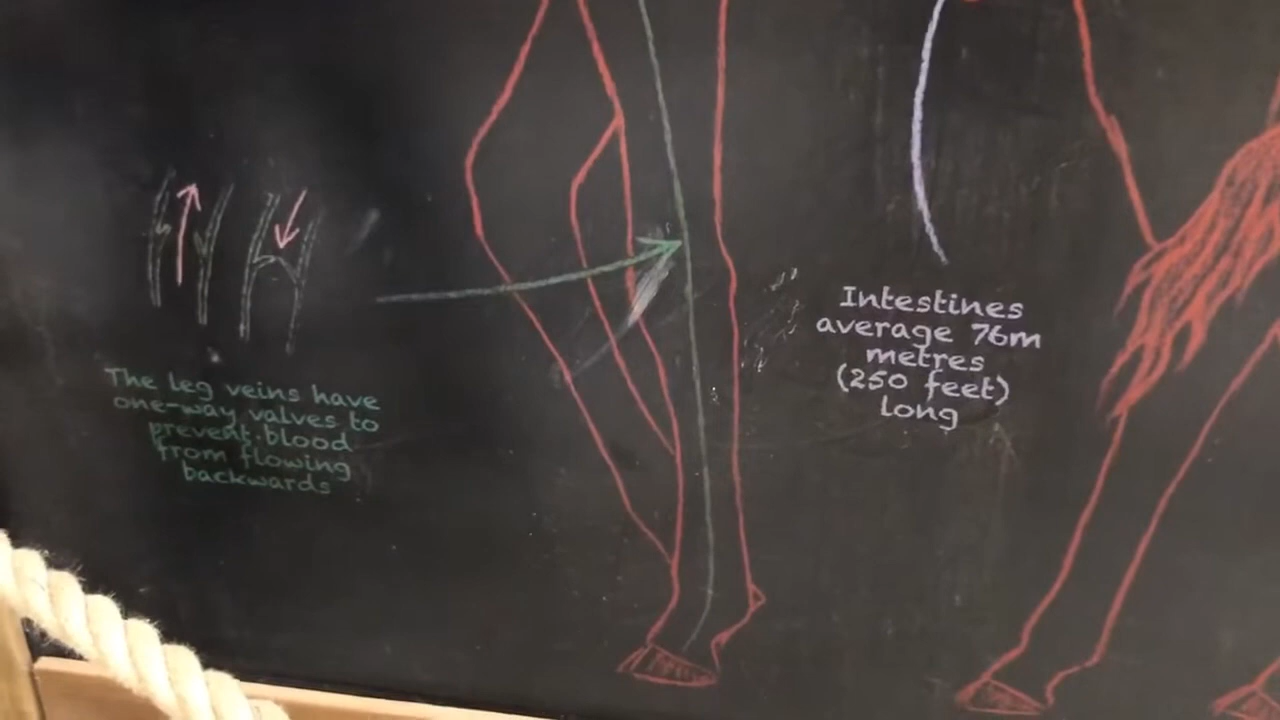 The leg veins have
one-way valves to
prevent blood
from flowing
backwards
Intestines
average 76m
metres
(250 feet)
long